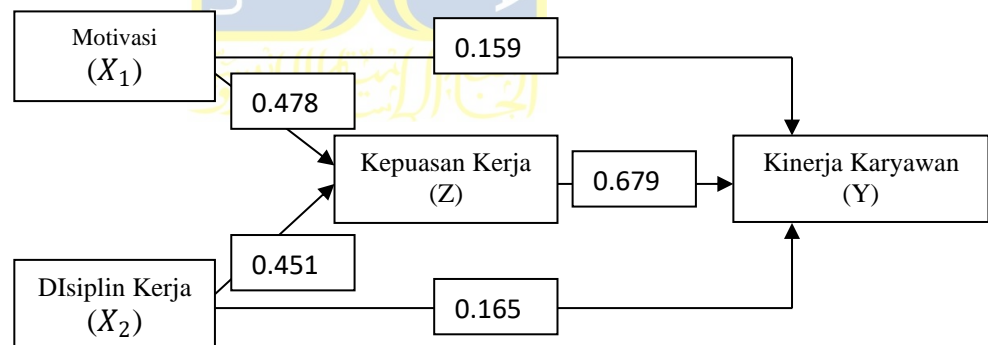 Motivasi
(𝑋₁)
0.159
0.478
Kepuasan Kerja
(Z)
0.679
Kinerja Karyawan
(Y)
0.451
DIsiplin Kerja
(𝑋₂)
0.165